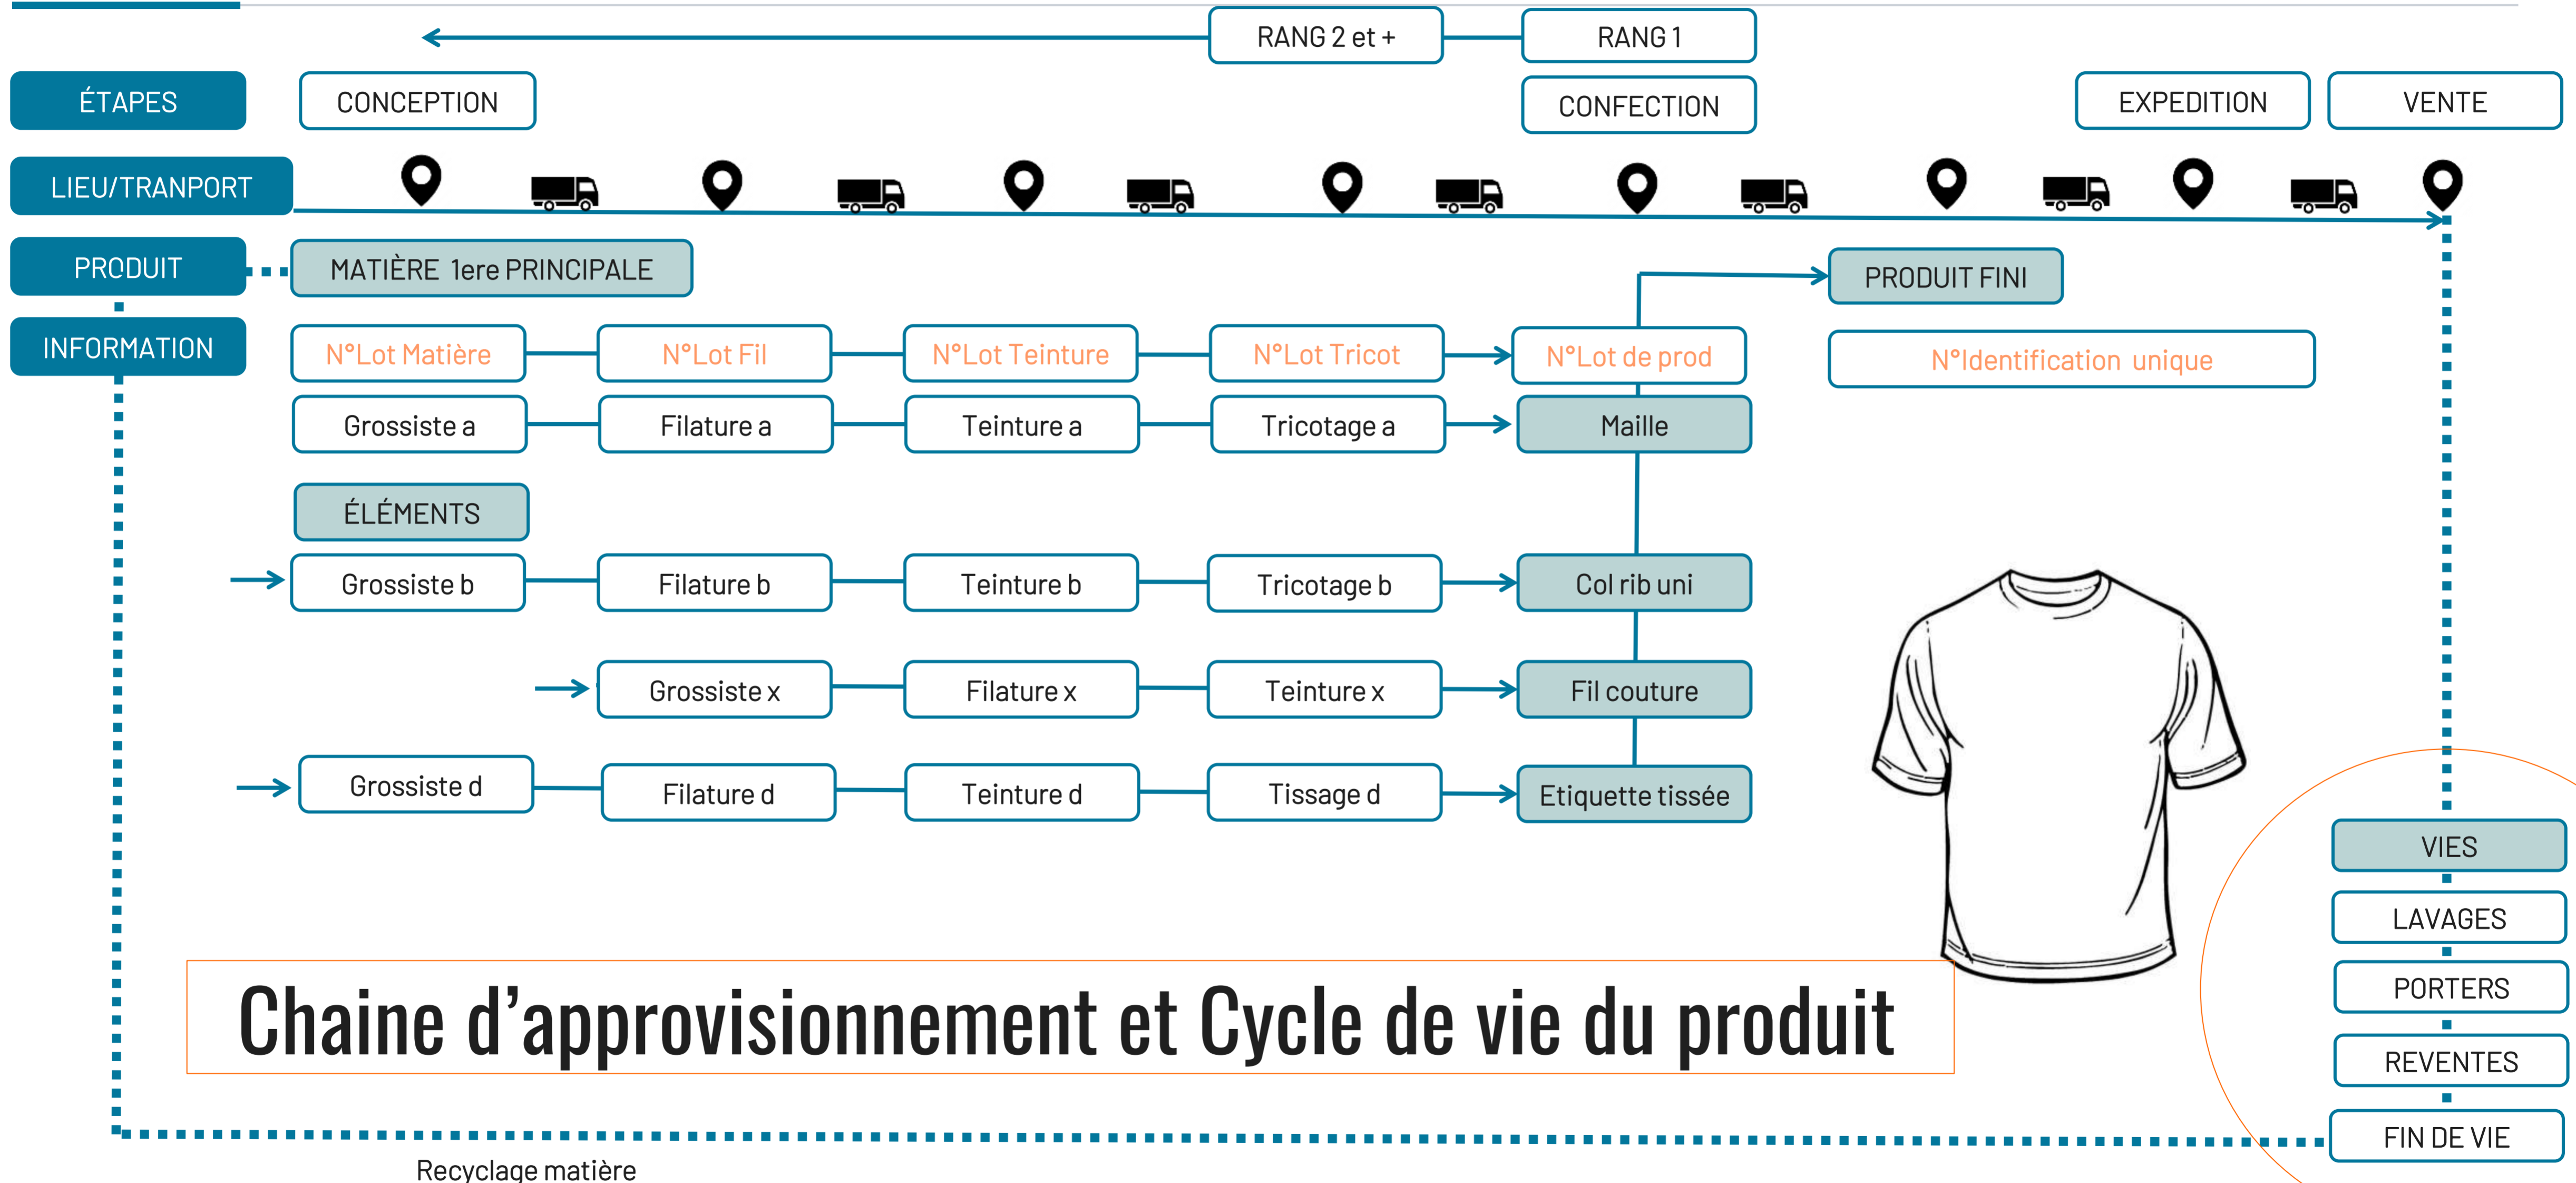 RANG 2 et +
RANG 1
ÉTAPES
CONCEPTION
CONFECTION
EXPEDITION
VENTE
LIEU/TRANPORT
PRODUIT
MATIÈRE 1ere PRINCIPALE
PRODUIT FINI
INFORMATION
N°Lot Matière
N°Lot Fil
N°Lot Teinture
N°Lot Tricot
N°Lot de prod
N°Identification unique
Grossiste a
Filature a
Teinture a
Tricotage a
Maille
ÉLÉMENTS
Grossiste b
Filature b
Teinture b
Tricotage b
Col rib uni
Grossiste x
Filature x
Teinture x
Fil couture
Grossiste d
Filature d
Teinture d
Tissage d
Etiquette tissée
VIES
LAVAGES
PORTERS
REVENTES
FIN DE VIE
Chaine d’approvisionnement et Cycle de vie du produit
Recyclage matière